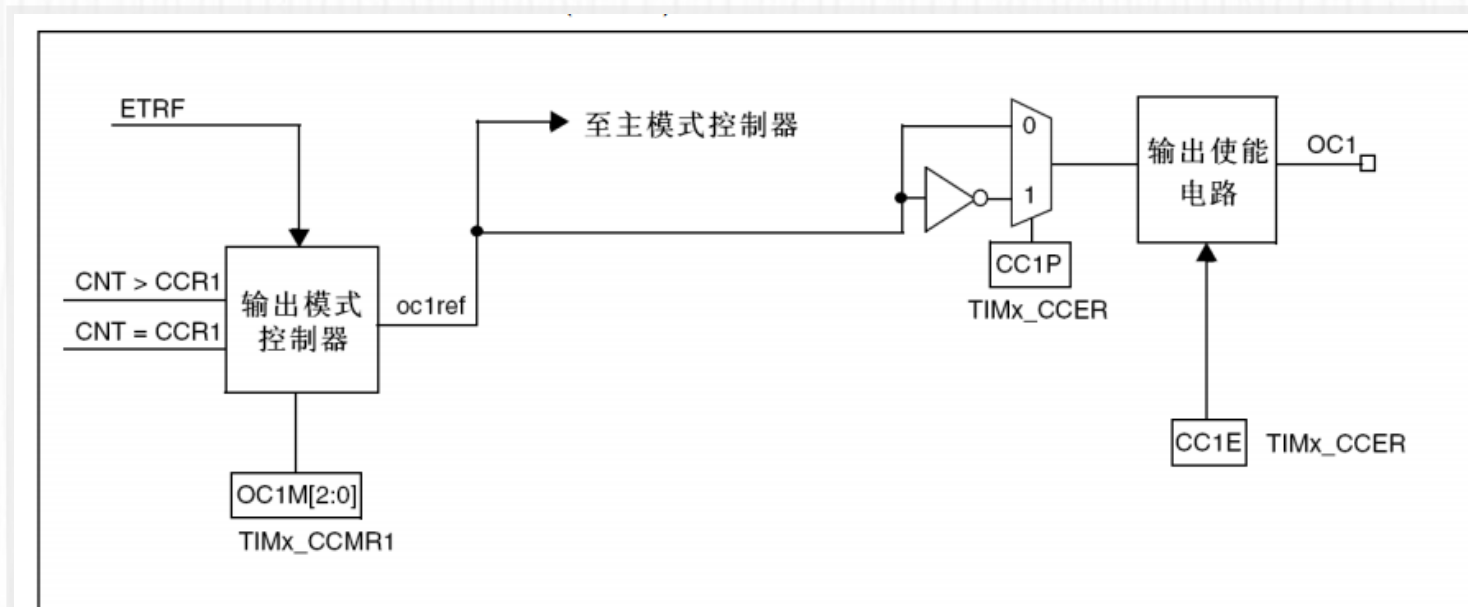 ETRF
至主模式控制器
0
输出使能
电路
OC1
1
CC1P
TIMx_CCER
CNT > CCR1
CNT = CCR1
输出模式
控制器
oc1ref
CC1E
TIMx_CCER
OC1M[2:0]
TIMx_CCMR1